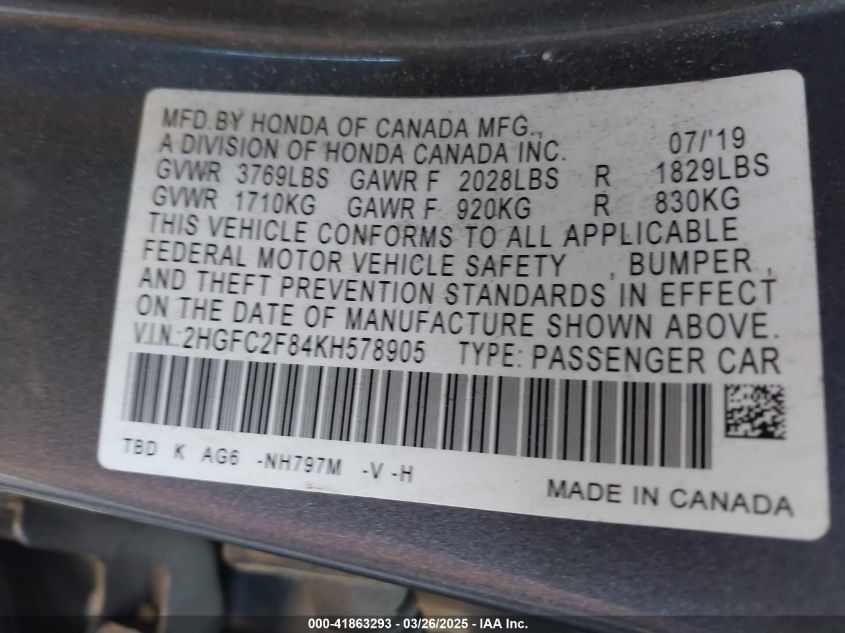 MFD.BY HONDA OF CANADA MFG.,
A DIVISION OF HONDA CANADA INC. 07/'19
GVWR 3769LBS GAWR F 2028LBS R 1829LBS
GVWR 1710KG GAWR F 920KG R 830KG
THIS VEHICLE CONFORMS TO ALL APPLICABLE
FEDERAL MOTOR VEHICLE SAFETY , BUMPER ,
AND THEFT PREVENTION STANDARDS IN EFFECT
ON THE DATE OF MANUFACTURE SHOWN ABOVE.
V.I.N.:2HGFC2F84KH578905 TYPE: PASSENGER CAR
TBD K AG6 -NH797M -V -H
MADE IN CANADA
000-41863293 - 03/26/2025 - IAA Inc.